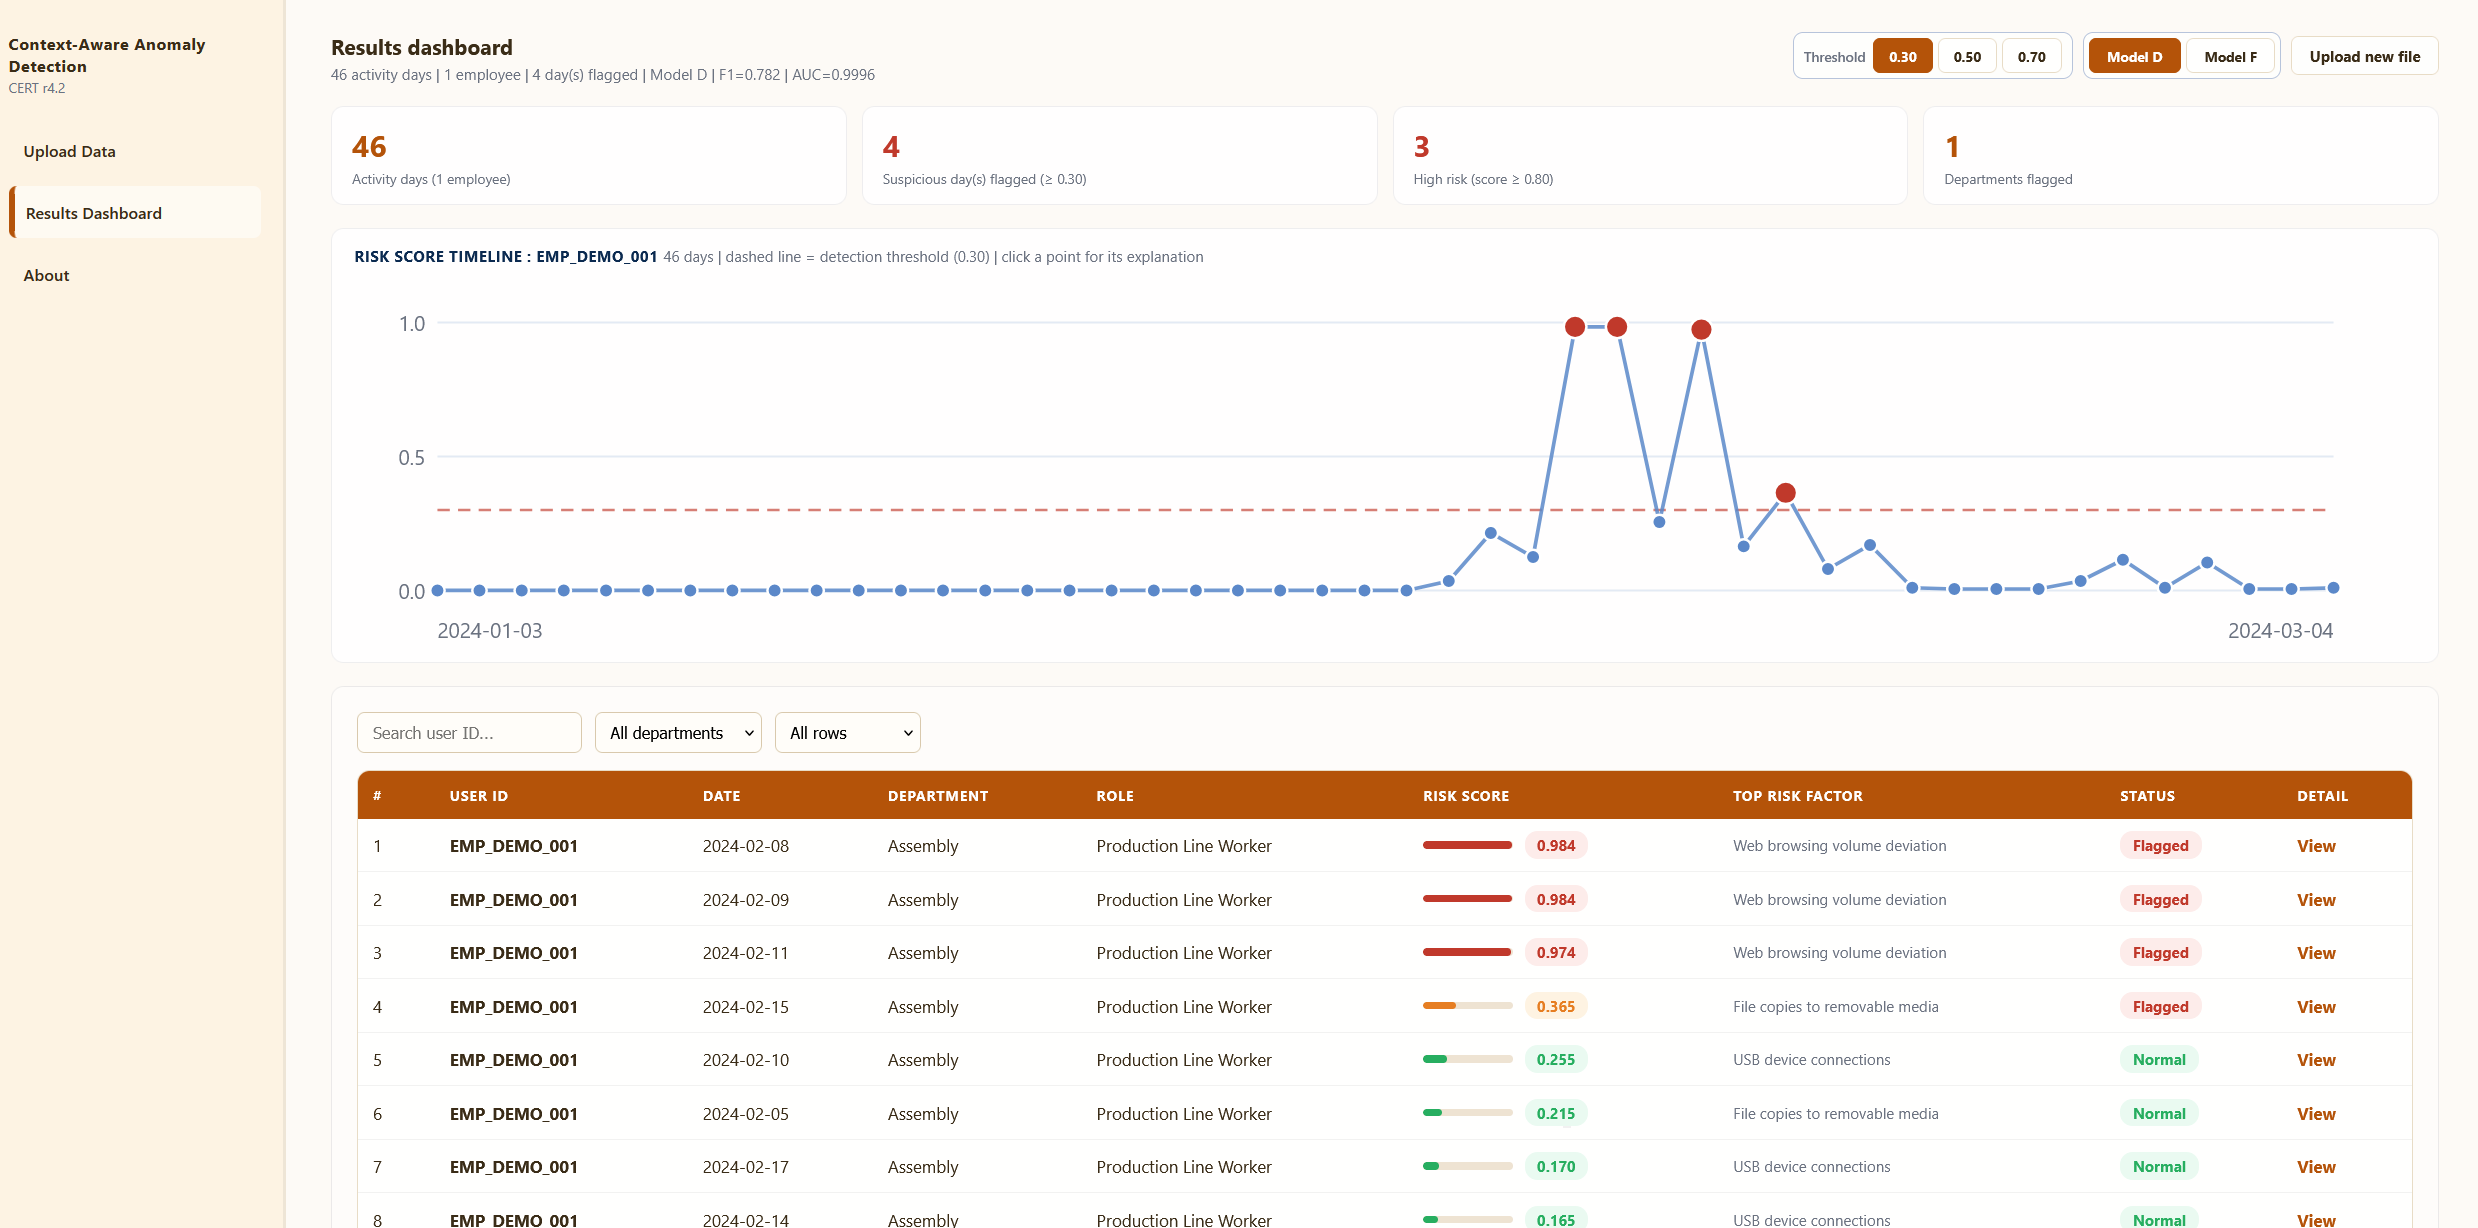 Context-Aware Anomaly
Detection
CERT r4.2
Upload Data
Results Dashboard
About
Results dashboard
46 activity days | 1 employee | 4 day(s) flagged | Model D | F1=0.782 | AUC=0.9996
Threshold 0.30 0.50 0.70 Model D Model F Upload new file
46
Activity days (1 employee)
4
Suspicious day(s) flagged (≥ 0.30)
3
High risk (score ≥ 0.80)
1
Departments flagged
RISK SCORE TIMELINE : EMP_DEMO_001 46 days | dashed line = detection threshold (0.30) | click a point for its explanation
1.0
0.5
0.0
2024-01-03 2024-03-04
Search user ID... All departments All rows
# USER ID DATE DEPARTMENT ROLE RISK SCORE TOP RISK FACTOR STATUS DETAIL
1 EMP_DEMO_001 2024-02-08 Assembly Production Line Worker 0.984 Web browsing volume deviation Flagged View
2 EMP_DEMO_001 2024-02-09 Assembly Production Line Worker 0.984 Web browsing volume deviation Flagged View
3 EMP_DEMO_001 2024-02-11 Assembly Production Line Worker 0.974 Web browsing volume deviation Flagged View
4 EMP_DEMO_001 2024-02-15 Assembly Production Line Worker 0.365 File copies to removable media Flagged View
5 EMP_DEMO_001 2024-02-10 Assembly Production Line Worker 0.255 USB device connections Normal View
6 EMP_DEMO_001 2024-02-05 Assembly Production Line Worker 0.215 File copies to removable media Normal View
7 EMP_DEMO_001 2024-02-17 Assembly Production Line Worker 0.170 USB device connections Normal View
8 EMP_DEMO_001 2024-02-14 Assembly Production Line Worker 0.165 USB device connections Normal View